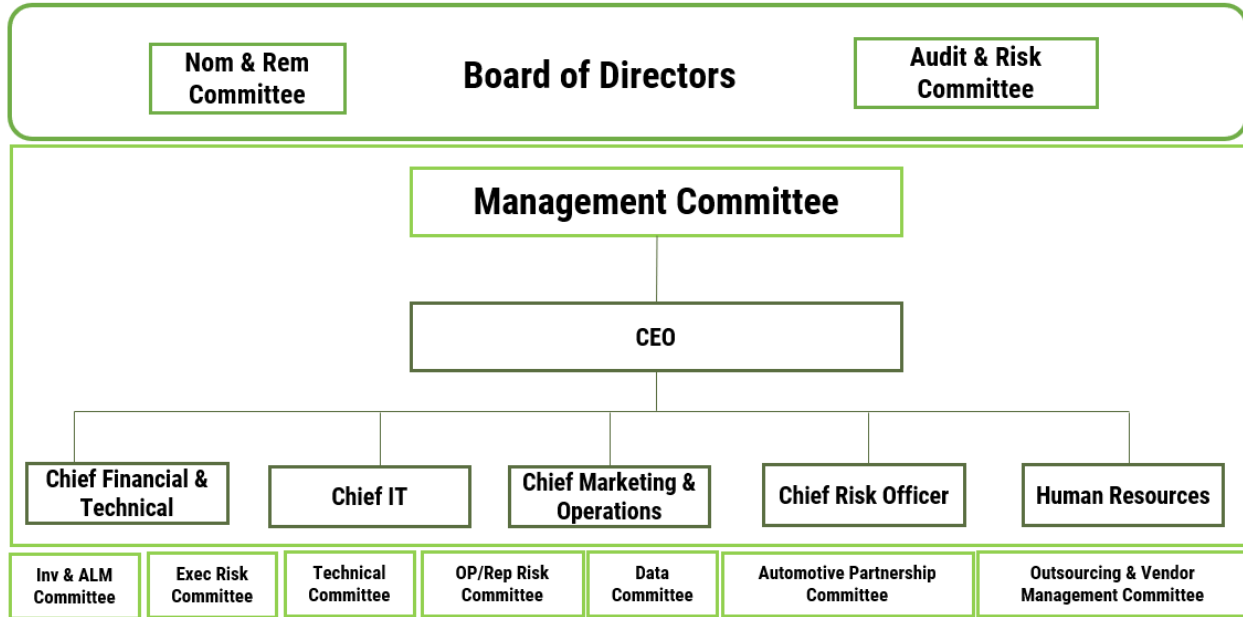 Nom & Rem
Committee
Board of Directors
Audit & Risk
Committee
Management Committee
CEO
Chief Financial &
Technical
Chief IT
Chief Marketing &
Operations
Chief Risk Officer
Human Resources
Inv & ALM
Committee
Exec Risk
Committee
Technical
Committee
OP/Rep Risk
Committee
Data
Committee
Automotive Partnership
Committee
Outsourcing & Vendor
Management Committee